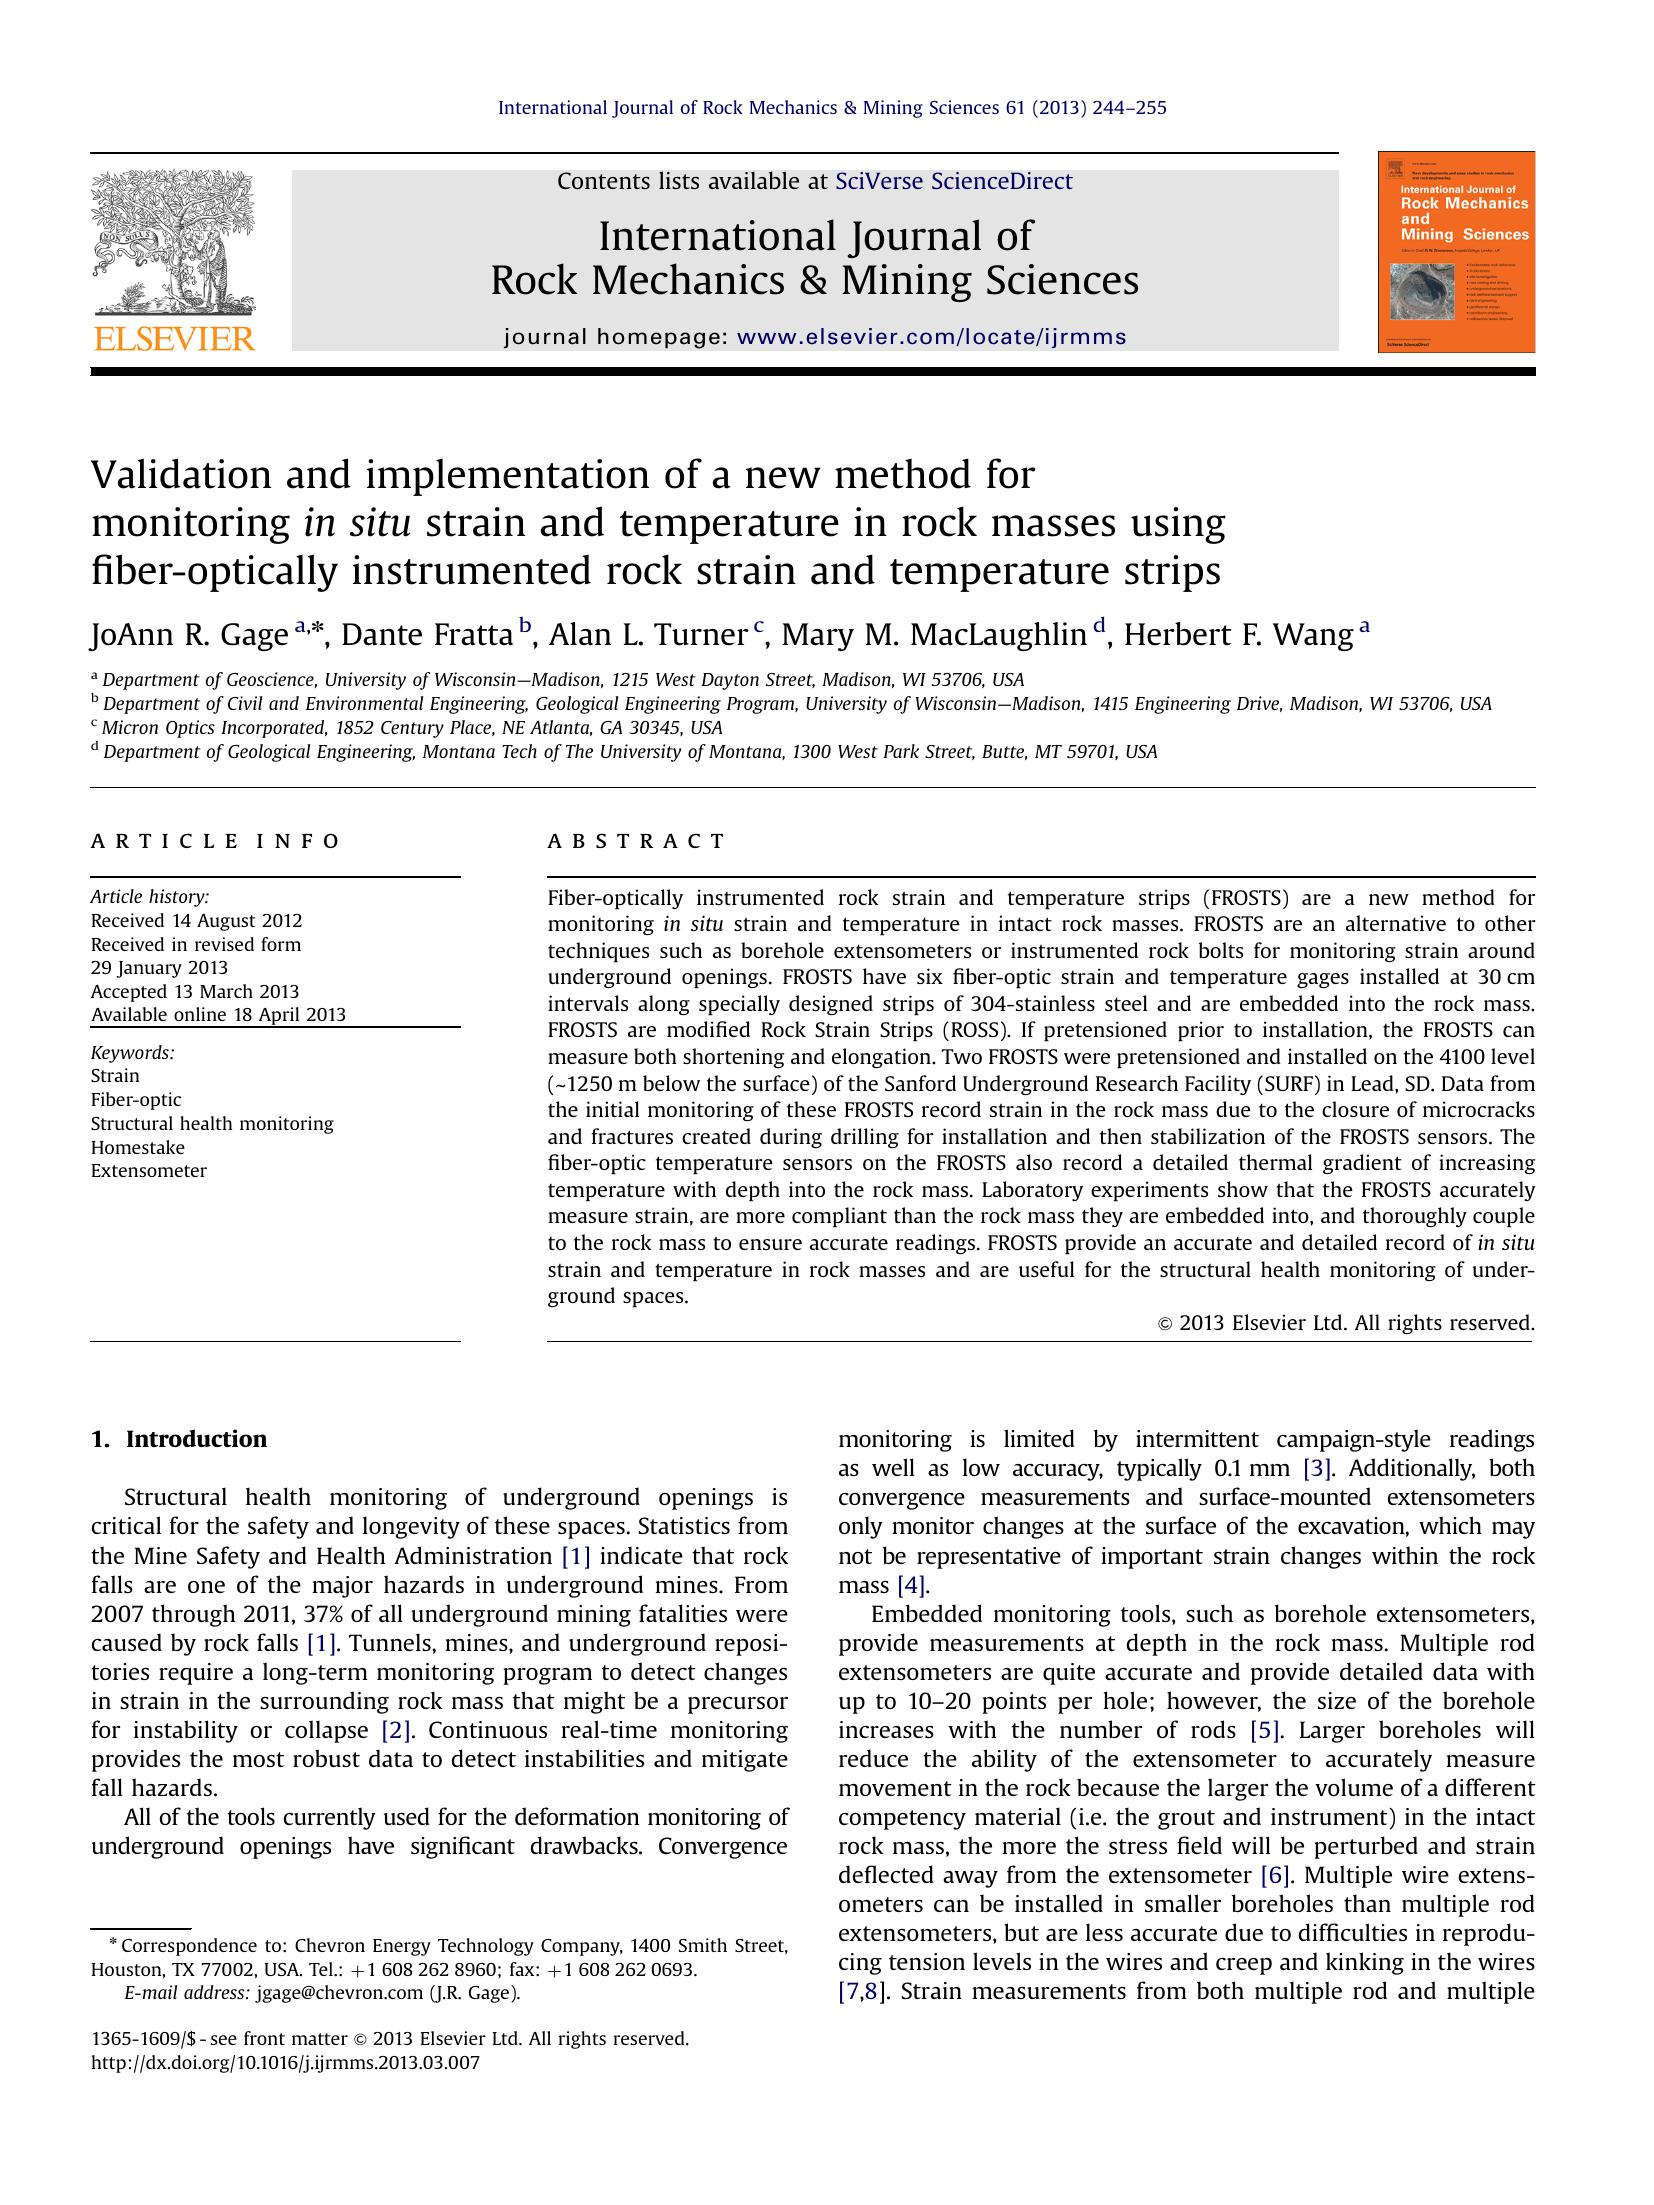 International Journal of Rock Mechanics & Mining Sciences 61 (2013) 244–255
Contents lists available at SciVerse ScienceDirect
International Journal of
Rock Mechanics & Mining Sciences
journal homepage: www.elsevier.com/locate/ijrmms
ELSEVIER
International Journal of
Rock Mechanics
and
Mining Sciences
Validation and implementation of a new method for
monitoring in situ strain and temperature in rock masses using
fiber-optically instrumented rock strain and temperature strips
JoAnn R. Gage a,*, Dante Fratta b, Alan L. Turner c, Mary M. MacLaughlin d, Herbert F. Wang a
a Department of Geoscience, University of Wisconsin—Madison, 1215 West Dayton Street, Madison, WI 53706, USA
b Department of Civil and Environmental Engineering, Geological Engineering Program, University of Wisconsin—Madison, 1415 Engineering Drive, Madison, WI 53706, USA
c Micron Optics Incorporated, 1852 Century Place, NE Atlanta, GA 30345, USA
d Department of Geological Engineering, Montana Tech of The University of Montana, 1300 West Park Street, Butte, MT 59701, USA
ARTICLE INFO
Article history:
Received 14 August 2012
Received in revised form
29 January 2013
Accepted 13 March 2013
Available online 18 April 2013
Keywords:
Strain
Fiber-optic
Structural health monitoring
Homestake
Extensometer
ABSTRACT
Fiber-optically instrumented rock strain and temperature strips (FROSTS) are a new method for
monitoring in situ strain and temperature in intact rock masses. FROSTS are an alternative to other
techniques such as borehole extensometers or instrumented rock bolts for monitoring strain around
underground openings. FROSTS have six fiber-optic strain and temperature gages installed at 30 cm
intervals along specially designed strips of 304-stainless steel and are embedded into the rock mass.
FROSTS are modified Rock Strain Strips (ROSS). If pretensioned prior to installation, the FROSTS can
measure both shortening and elongation. Two FROSTS were pretensioned and installed on the 4100 level
(~1250 m below the surface) of the Sanford Underground Research Facility (SURF) in Lead, SD. Data from
the initial monitoring of these FROSTS record strain in the rock mass due to the closure of microcracks
and fractures created during drilling for installation and then stabilization of the FROSTS sensors. The
fiber-optic temperature sensors on the FROSTS also record a detailed thermal gradient of increasing
temperature with depth into the rock mass. Laboratory experiments show that the FROSTS accurately
measure strain, are more compliant than the rock mass they are embedded into, and thoroughly couple
to the rock mass to ensure accurate readings. FROSTS provide an accurate and detailed record of in situ
strain and temperature in rock masses and are useful for the structural health monitoring of under-
ground spaces.
© 2013 Elsevier Ltd. All rights reserved.
1. Introduction
Structural health monitoring of underground openings is
critical for the safety and longevity of these spaces. Statistics from
the Mine Safety and Health Administration [1] indicate that rock
falls are one of the major hazards in underground mines. From
2007 through 2011, 37% of all underground mining fatalities were
caused by rock falls [1]. Tunnels, mines, and underground reposi-
tories require a long-term monitoring program to detect changes
in strain in the surrounding rock mass that might be a precursor
for instability or collapse [2]. Continuous real-time monitoring
provides the most robust data to detect instabilities and mitigate
fall hazards.
All of the tools currently used for the deformation monitoring of
underground openings have significant drawbacks. Convergence
monitoring is limited by intermittent campaign-style readings
as well as low accuracy, typically 0.1 mm [3]. Additionally, both
convergence measurements and surface-mounted extensometers
only monitor changes at the surface of the excavation, which may
not be representative of important strain changes within the rock
mass [4].
Embedded monitoring tools, such as borehole extensometers,
provide measurements at depth in the rock mass. Multiple rod
extensometers are quite accurate and provide detailed data with
up to 10–20 points per hole; however, the size of the borehole
increases with the number of rods [5]. Larger boreholes will
reduce the ability of the extensometer to accurately measure
movement in the rock because the larger the volume of a different
competency material (i.e. the grout and instrument) in the intact
rock mass, the more the stress field will be perturbed and strain
deflected away from the extensometer [6]. Multiple wire extens-
ometers can be installed in smaller boreholes than multiple rod
extensometers, but are less accurate due to difficulties in reprodu-
cing tension levels in the wires and creep and kinking in the wires
[7,8]. Strain measurements from both multiple rod and multiple
* Correspondence to: Chevron Energy Technology Company, 1400 Smith Street,
Houston, TX 77002, USA. Tel.: +1 608 262 8960; fax: +1 608 262 0693.
E-mail address: jgage@chevron.com (J.R. Gage).
1365-1609/$ - see front matter © 2013 Elsevier Ltd. All rights reserved.
http://dx.doi.org/10.1016/j.ijrmms.2013.03.007